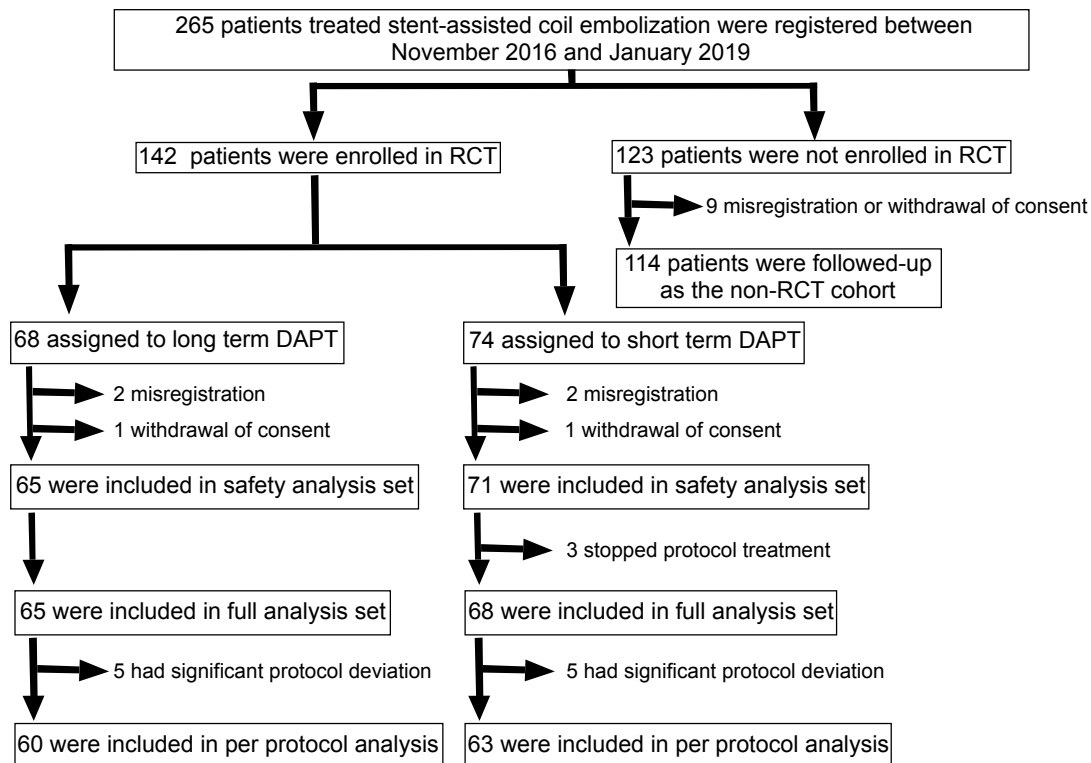 265 patients treated stent-assisted coil embolization were registered between
November 2016 and January 2019
142 patients were enrolled in RCT
123 patients were not enrolled in RCT
9 misregistration or withdrawal of consent
114 patients were followed-up
as the non-RCT cohort
68 assigned to long term DAPT
74 assigned to short term DAPT
2 misregistration
2 misregistration
1 withdrawal of consent
1 withdrawal of consent
65 were included in safety analysis set
71 were included in safety analysis set
3 stopped protocol treatment
65 were included in full analysis set
68 were included in full analysis set
5 had significant protocol deviation
5 had significant protocol deviation
60 were included in per protocol analysis
63 were included in per protocol analysis